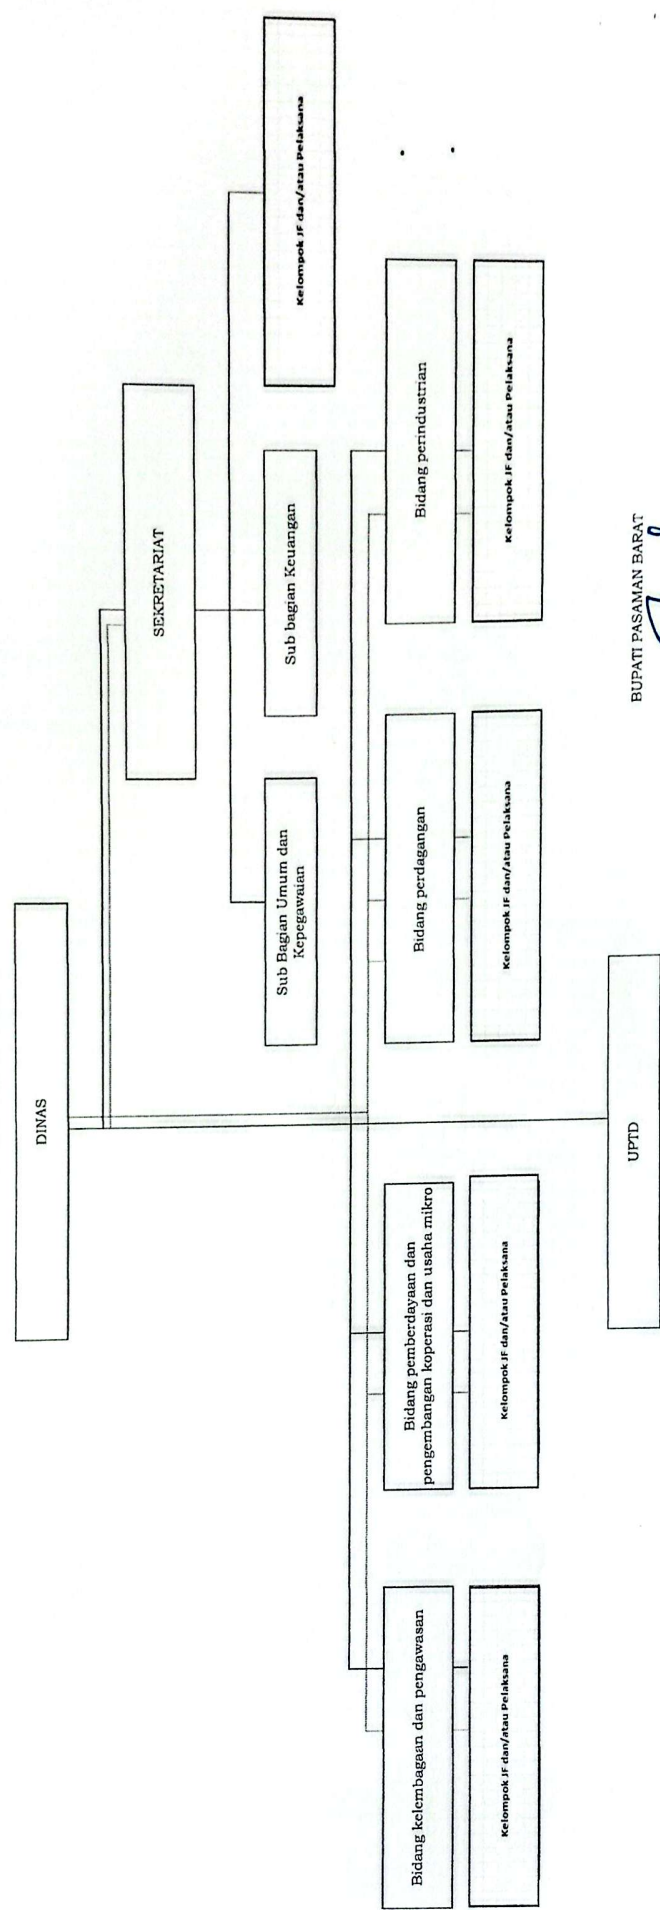 DINAS
SEKRETARIAT
Sub Bagian Umum dan
Kepegawaian
Sub bagian Keuangan
Kelompok JF dan/atau Pelaksana
Bidang kelembagaan dan pengawasan
Bidang pemberdayaan dan
pengembangan koperasi dan usaha mikro
Bidang perdagangan
Bidang perindustrian
Kelompok JF dan/atau Pelaksana
Kelompok JF dan/atau Pelaksana
Kelompok JF dan/atau Pelaksana
Kelompok JF dan/atau Pelaksana
UPTD
BUPATI PASAMAN BARAT